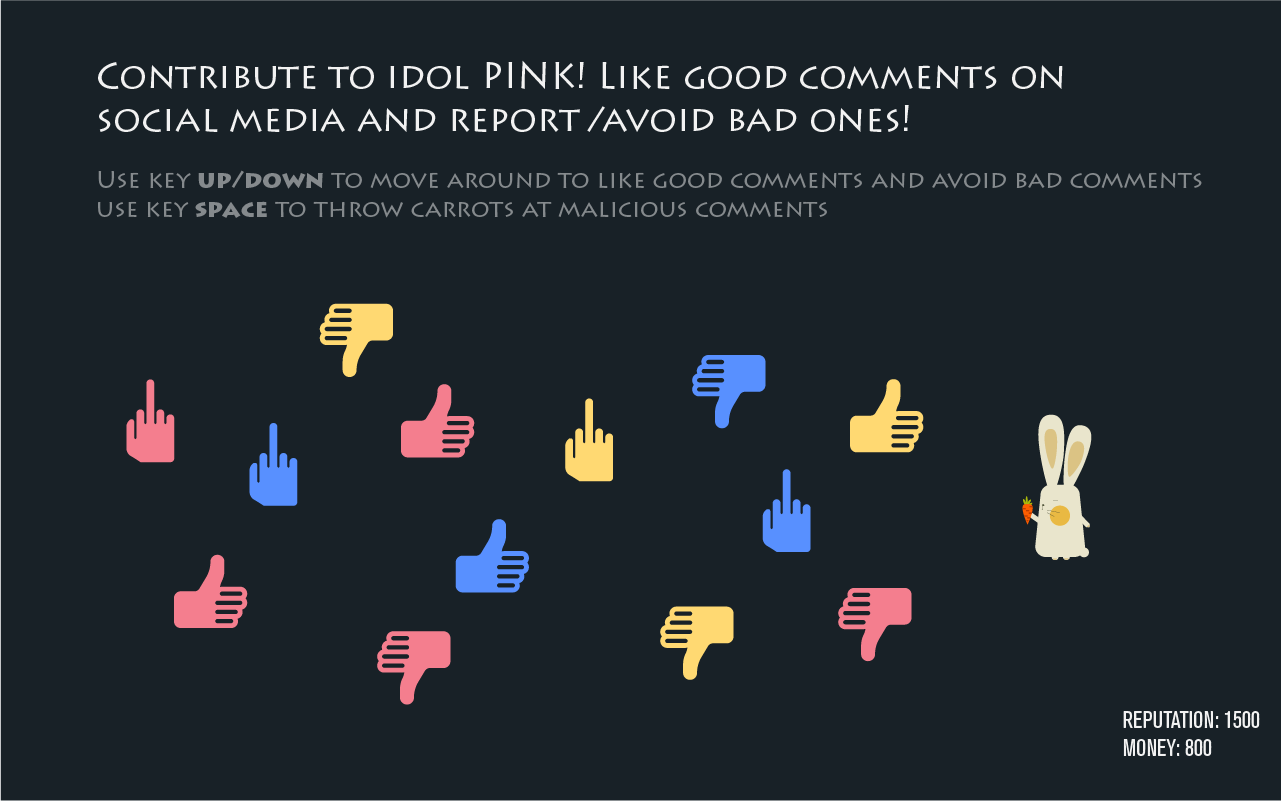 Contribute to idol PINK! Like good comments on
social media and report /avoid bad ones!
Use key up/down to move around to like good comments and avoid bad comments
use key space to throw carrots at malicious comments
REPUTATION: 1500
MONEY: 800